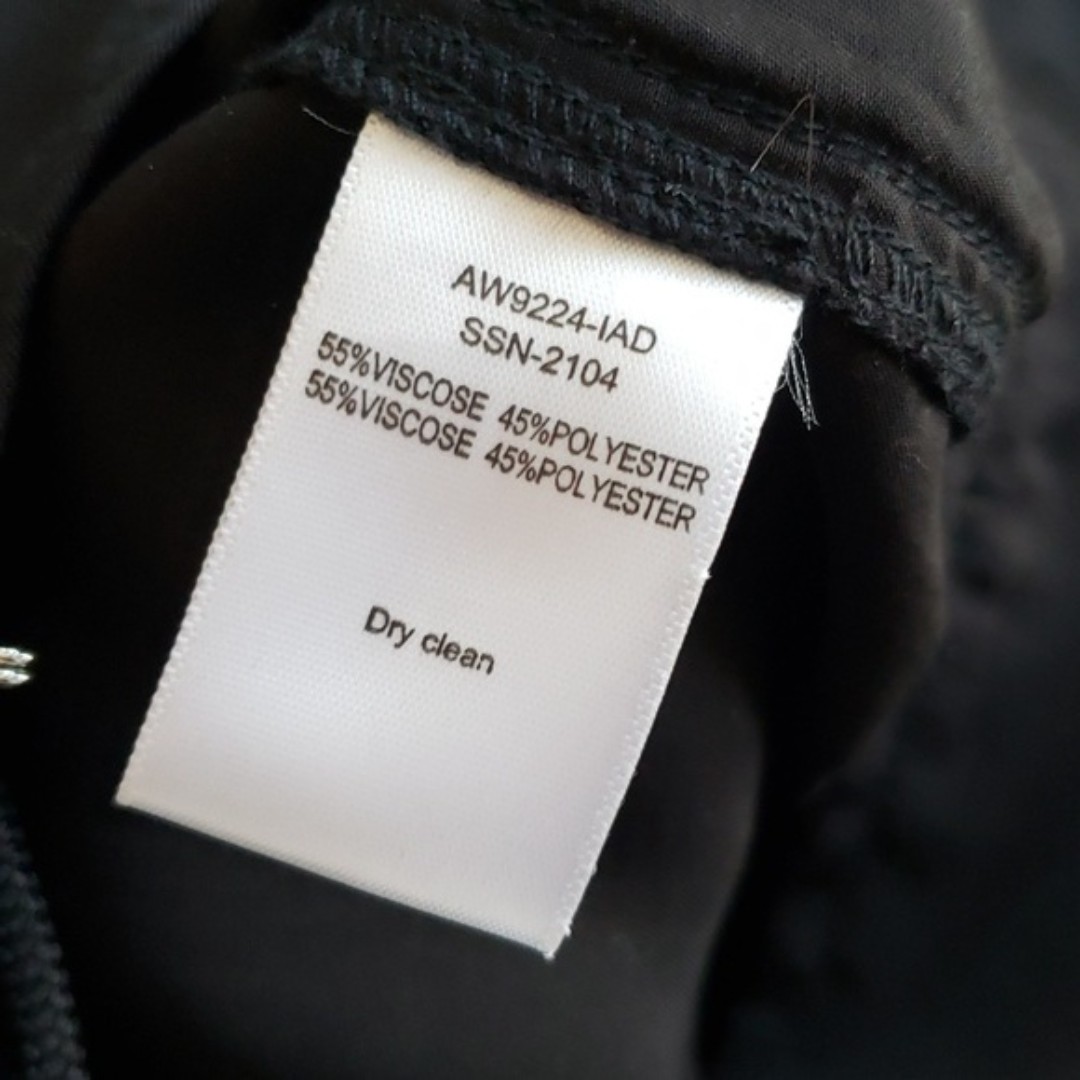 AW9224-IAD
SSN-2104
55%VISCOSE 45%POLYESTER
55%VISCOSE 45%POLYESTER
Dry clean